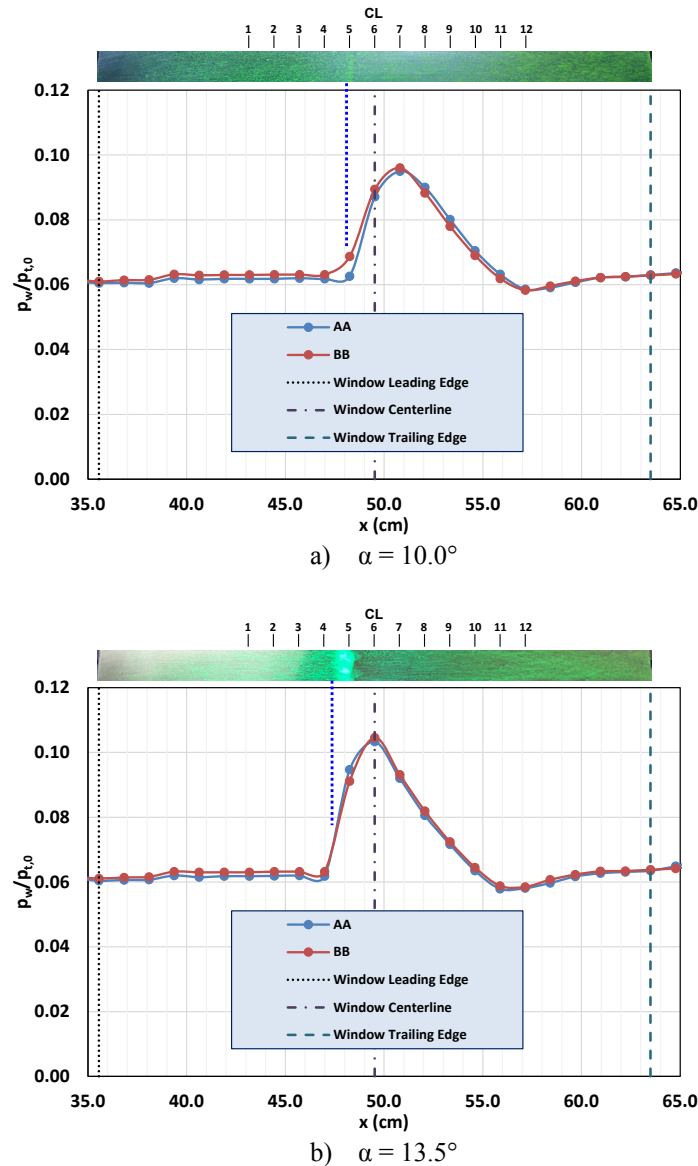 CL
1 2 3 4 5 6 7 8 9 10 11 12
0.12
0.10
0.08
0.06
0.04
0.02
0.00
p_w/p_t,0
AA
BB
Window Leading Edge
Window Centerline
Window Trailing Edge
35.0 40.0 45.0 50.0 55.0 60.0 65.0
x (cm)
a) α = 10.0°
CL
1 2 3 4 5 6 7 8 9 10 11 12
0.12
0.10
0.08
0.06
0.04
0.02
0.00
p_w/p_t,0
AA
BB
Window Leading Edge
Window Centerline
Window Trailing Edge
35.0 40.0 45.0 50.0 55.0 60.0 65.0
x (cm)
b) α = 13.5°